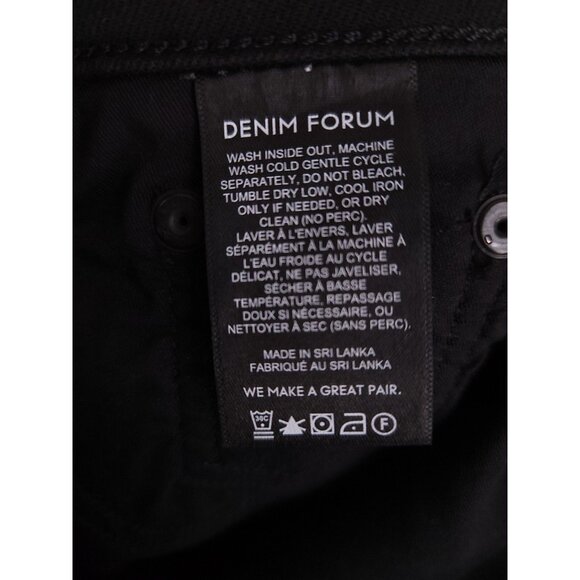 DENIM FORUM
WASH INSIDE OUT, MACHINE
WASH COLD GENTLE CYCLE
SEPARATELY, DO NOT BLEACH,
TUMBLE DRY LOW, COOL IRON
ONLY IF NEEDED, OR DRY
CLEAN (NO PERC).
LAVER À L'ENVERS, LAVER
SÉPARÉMENT À LA MACHINE À
L'EAU FROIDE AU CYCLE
DÉLICAT, NE PAS JAVELISER,
SÉCHER À BASSE
TEMPÉRATURE, REPASSAGE
DOUX SI NÉCESSAIRE, OU
NETTOYER À SEC (SANS PERC).
MADE IN SRI LANKA
FABRIQUÉ AU SRI LANKA
WE MAKE A GREAT PAIR.
30C F